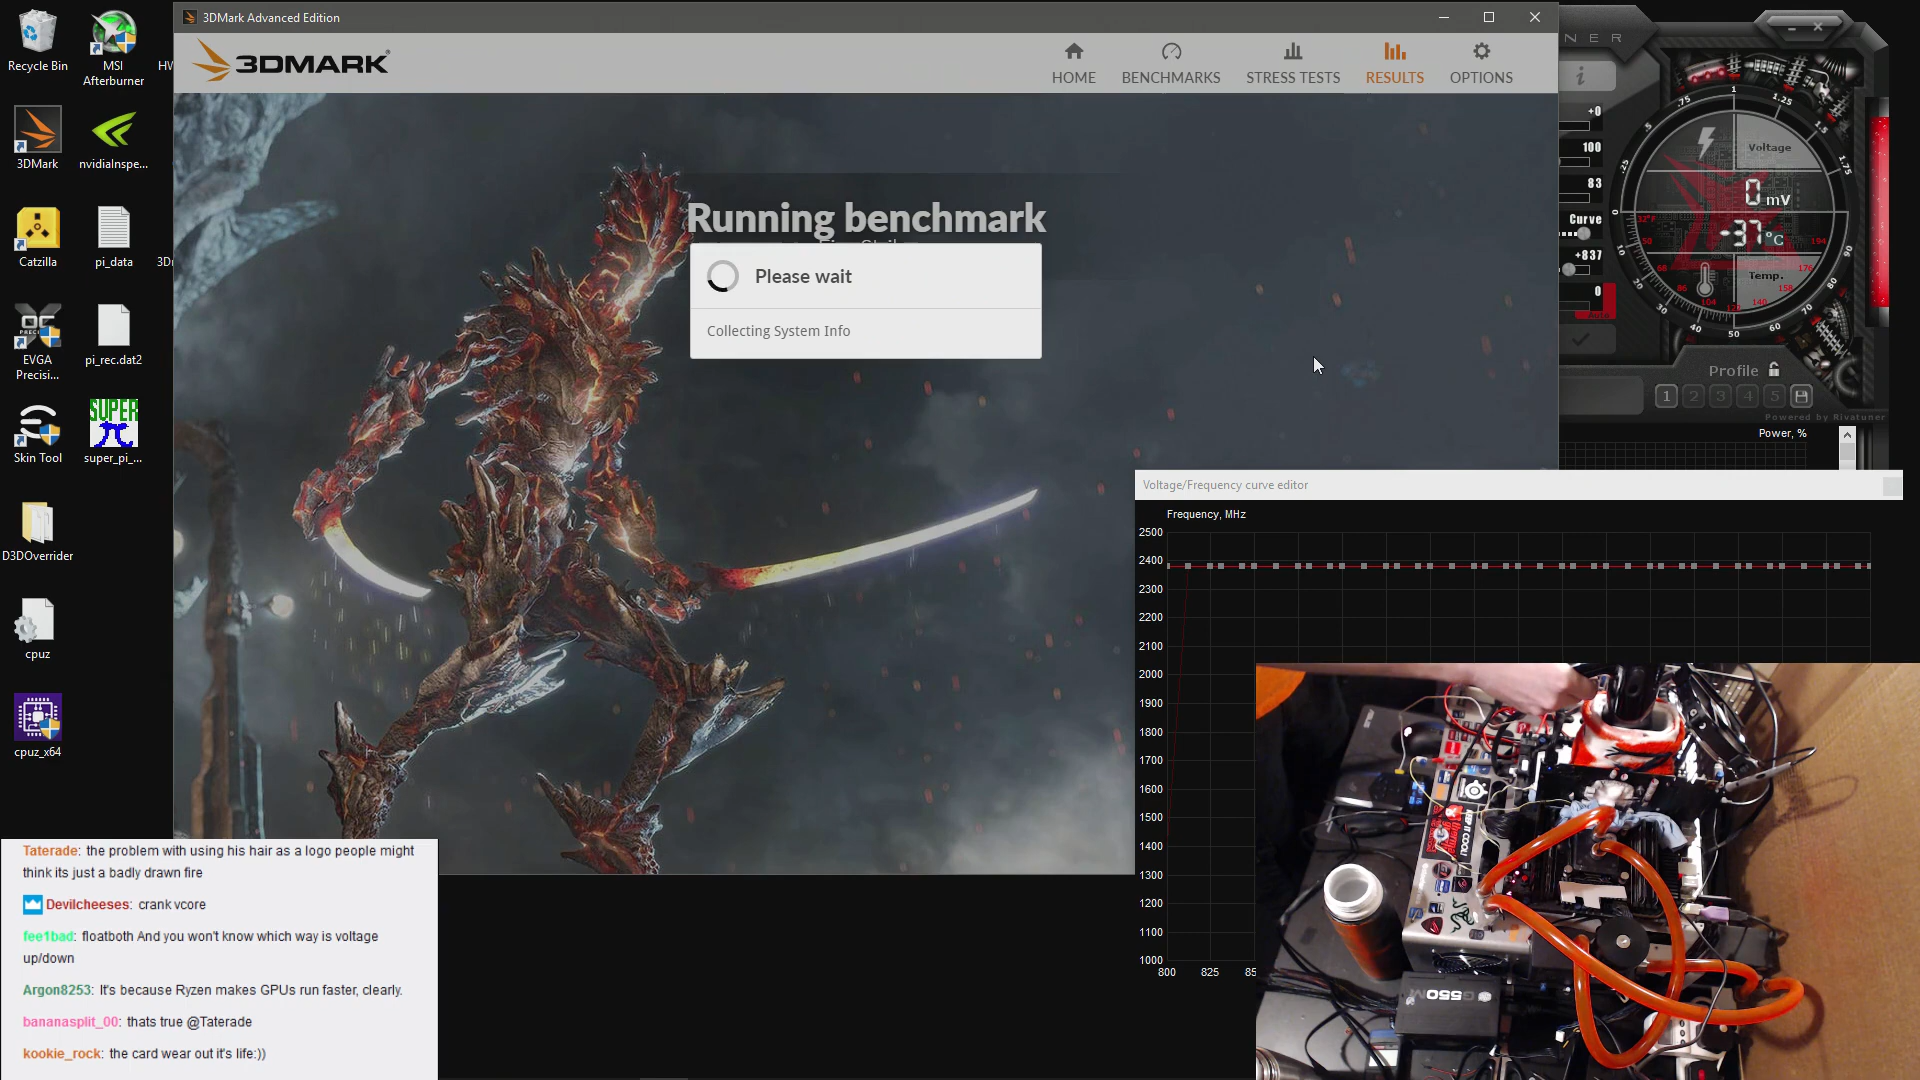 3DMark Advanced Edition
3DMARK
HOME
BENCHMARKS
STRESS TESTS
RESULTS
OPTIONS
Recycle Bin
MSI
Afterburner
3DMark
nvidiaInspe...
Catzilla
pi_data
EVGA
Precisi...
pi_rec.dat2
Skin Tool
super_pi_...
SUPER
D3DOverrider
cpuz
cpuz_x64
Running benchmark
Please wait
Collecting System Info
+0
100
83
Curve
+837
0
Voltage
0 mV
-37 °C
Temp.
Profile
1 2 3 4 5
Powered by Rivatuner
Power, %
Voltage/Frequency curve editor
Frequency, MHz
2500
2400
2300
2200
2100
2000
1900
1800
1700
1600
1500
1400
1300
1200
1100
1000
800 825 85
Taterade: the problem with using his hair as a logo people might
think its just a badly drawn fire
Devilcheeses: crank vcore
fee1bad: floatboth And you won't know which way is voltage
up/down
Argon8253: It's because Ryzen makes GPUs run faster, clearly.
bananasplit_00: thats true @Taterade
kookie_rock: the card wear out it's life:))
G550M